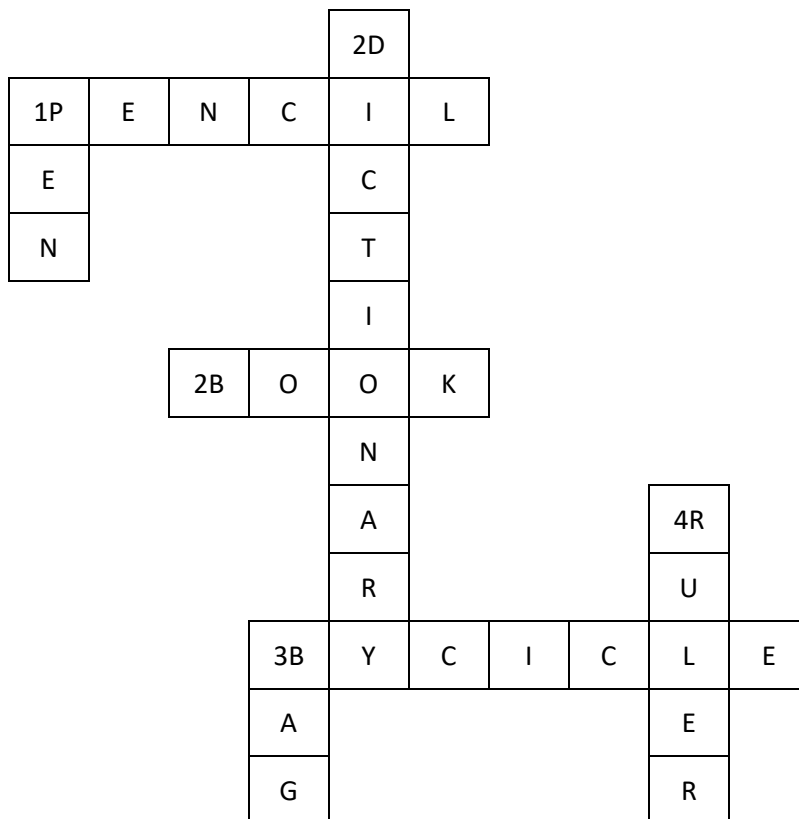 2D
1P E N C I L
E C
N T
I
2B O O K
N
A 4R
R U
3B Y C I C L E
A E
G R